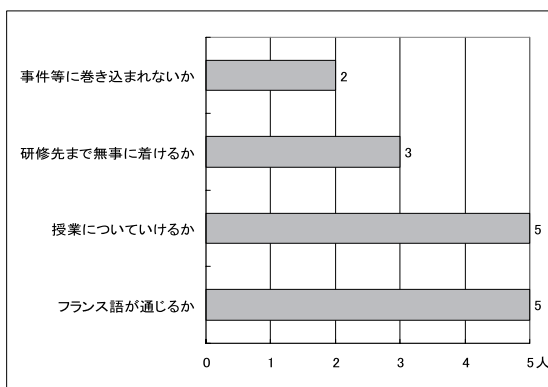 事件等に巻き込まれないか
2
研修先まで無事に着けるか
3
授業についていけるか
5
フランス語が通じるか
5
0 1 2 3 4 5人